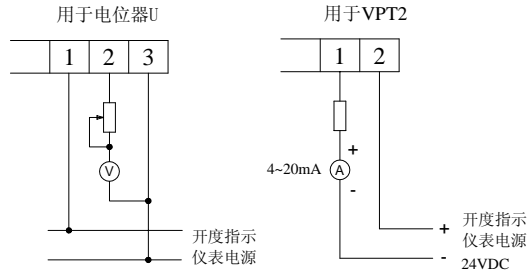 用于电位器U
1 2 3
V
开度指示
仪表电源
用于VPT2
1 2
+
4~20mA A
-
+ 开度指示
仪表电源
- 24VDC